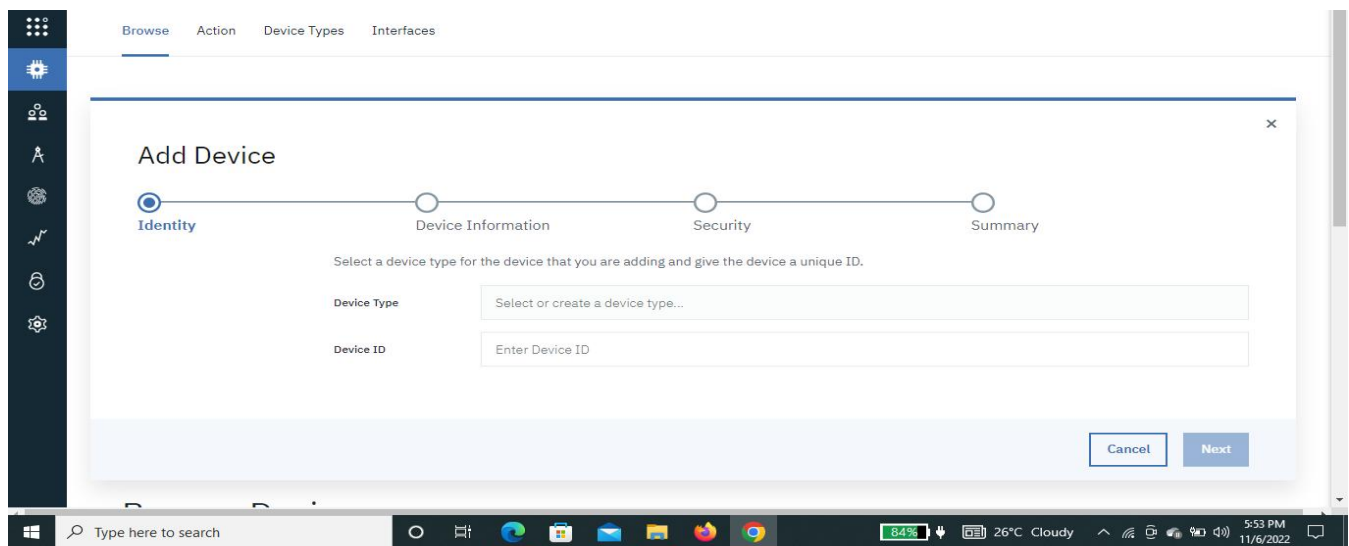 Browse Action Device Types Interfaces
×
Add Device
Identity Device Information Security Summary
Select a device type for the device that you are adding and give the device a unique ID.
Device Type Select or create a device type...
Device ID Enter Device ID
Cancel Next
Type here to search 84% 26°C Cloudy 5:53 PM
11/6/2022